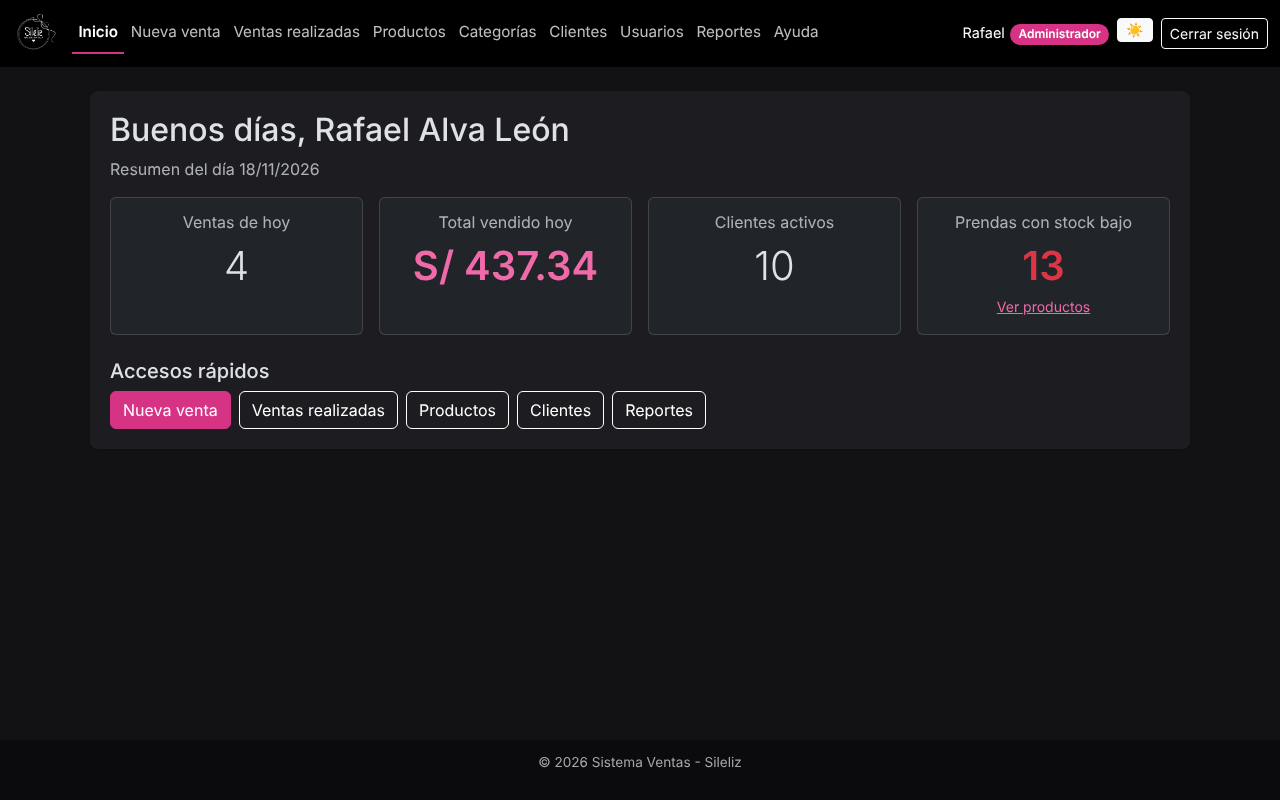 Sileliz
Inicio Nueva venta Ventas realizadas Productos Categorías Clientes Usuarios Reportes Ayuda
Rafael Administrador ☀️ Cerrar sesión
Buenos días, Rafael Alva León
Resumen del día 18/11/2026
Ventas de hoy
4
Total vendido hoy
S/ 437.34
Clientes activos
10
Prendas con stock bajo
13
Ver productos
Accesos rápidos
Nueva venta Ventas realizadas Productos Clientes Reportes
© 2026 Sistema Ventas - Sileliz